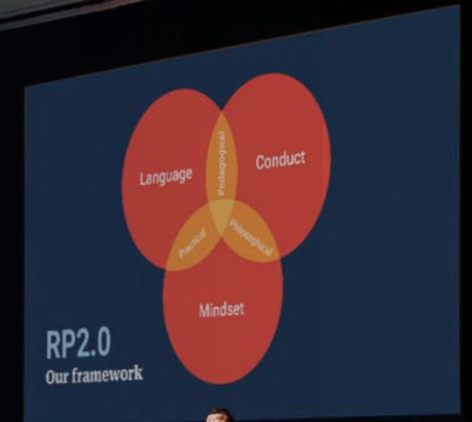 Language
Pedagogical
Conduct
Practical
Philosophical
Mindset
RP2.0
Our framework